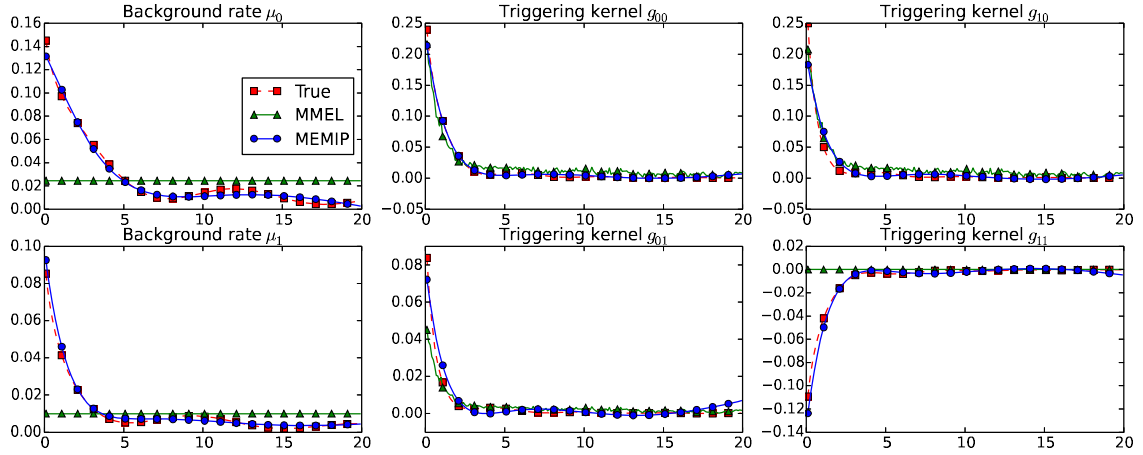 Background rate μ0
0.16
0.14
0.12
0.10
0.08
0.06
0.04
0.02
0.00
0 5 10 15 20
True
MMEL
MEMIP
Triggering kernel g00
0.25
0.20
0.15
0.10
0.05
0.00
−0.05
0 5 10 15 20
Triggering kernel g10
0.25
0.20
0.15
0.10
0.05
0.00
−0.05
0 5 10 15 20
Background rate μ1
0.10
0.08
0.06
0.04
0.02
0.00
0 5 10 15 20
Triggering kernel g01
0.08
0.06
0.04
0.02
0.00
0 5 10 15 20
Triggering kernel g11
0.02
0.00
−0.02
−0.04
−0.06
−0.08
−0.10
−0.12
−0.14
0 5 10 15 20